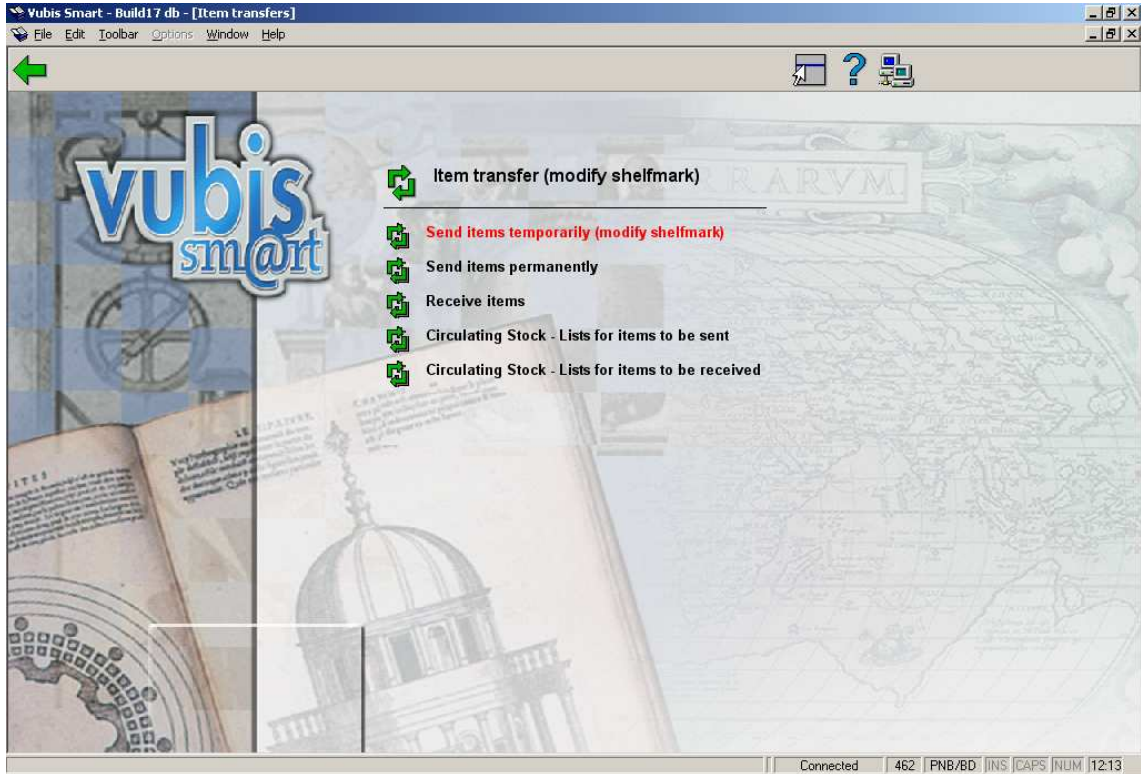 Vubis Smart - Build17 db - [Item transfers]
File Edit Toolbar Options Window Help
vubis
sm@rt
RARVM
Item transfer (modify shelfmark)
Send items temporarily (modify shelfmark)
Send items permanently
Receive items
Circulating Stock - Lists for items to be sent
Circulating Stock - Lists for items to be received
Connected 462 PNB/BD INS CAPS NUM 12:13